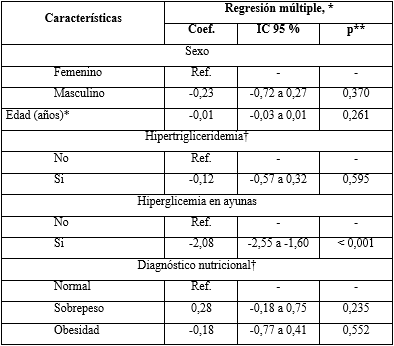 Características Regresión múltiple, *
Coef. IC 95 % p**
Sexo
Femenino Ref. - -
Masculino -0,23 -0,72 a 0,27 0,370
Edad (años)* -0,01 -0,03 a 0,01 0,261
Hipertrigliceridemia†
No Ref. - -
Si -0,12 -0,57 a 0,32 0,595
Hiperglicemia en ayunas
No Ref. - -
Si -2,08 -2,55 a -1,60 < 0,001
Diagnóstico nutricional†
Normal Ref. - -
Sobrepeso 0,28 -0,18 a 0,75 0,235
Obesidad -0,18 -0,77 a 0,41 0,552